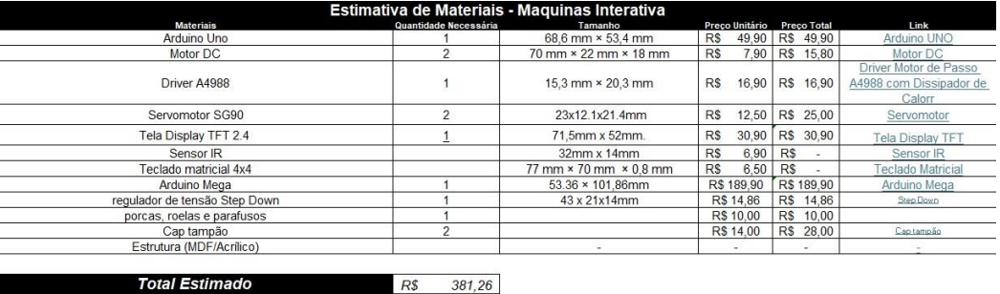 Estimativa de Materiais - Maquinas Interativa
Materiais Quantidade Necessária Tamanho Preço Unitário Preço Total Link
Arduino Uno 1 68,6 mm × 53,4 mm R$ 49,90 R$ 49,90 Arduino UNO
Motor DC 2 70 mm × 22 mm × 18 mm R$ 7,90 R$ 15,80 Motor DC
Driver A4988 1 15,3 mm × 20,3 mm R$ 16,90 R$ 16,90 Driver Motor de Passo
A4988 com Dissipador de
Calorr
Servomotor SG90 2 23x12.1x21.4mm R$ 12,50 R$ 25,00 Servomotor
Tela Display TFT 2.4 1 71,5mm x 52mm. R$ 30,90 R$ 30,90 Tela Display TFT
Sensor IR 32mm x 14mm R$ 6,90 R$ - Sensor IR
Teclado matricial 4x4 77 mm × 70 mm × 0,8 mm R$ 6,50 R$ - Teclado Matricial
Arduino Mega 1 53.36 × 101,86mm R$ 189,90 R$ 189,90 Arduino Mega
regulador de tensão Step Down 1 43 x 21x14mm R$ 14,86 R$ 14,86 Step Down
porcas, roelas e parafusos 1 R$ 10,00 R$ 10,00
Cap tampão 2 R$ 14,00 R$ 28,00 Cap tampão
Estrutura (MDF/Acrílico) - - - -
Total Estimado R$ 381,26